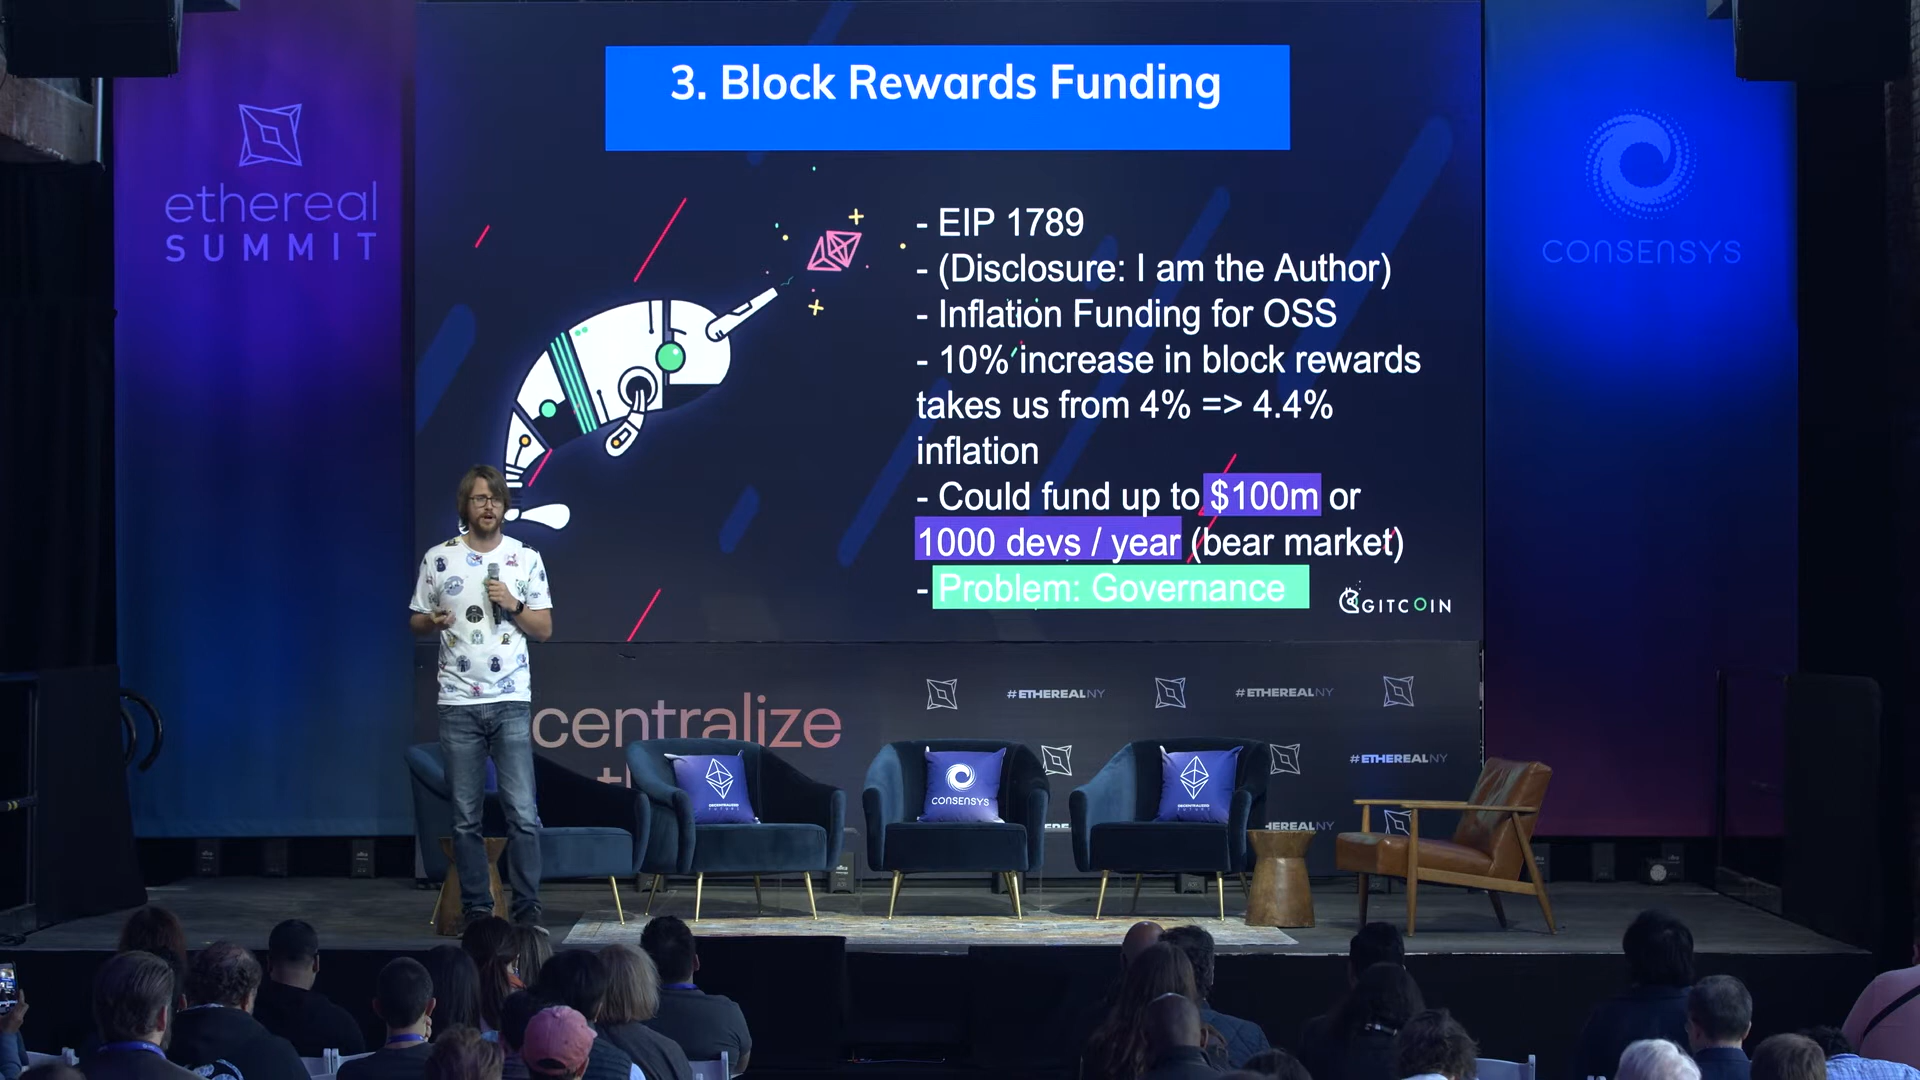 3. Block Rewards Funding
ethereal
SUMMIT
CONSENSYS
- EIP 1789
- (Disclosure: I am the Author)
- Inflation Funding for OSS
- 10% increase in block rewards
takes us from 4% => 4.4%
inflation
- Could fund up to $100m or
1000 devs / year (bear market)
- Problem: Governance
GITCOIN
#ETHEREALNY
#ETHEREALNY
centralize
#ETHEREALNY
CONSENSYS
HEREALNY